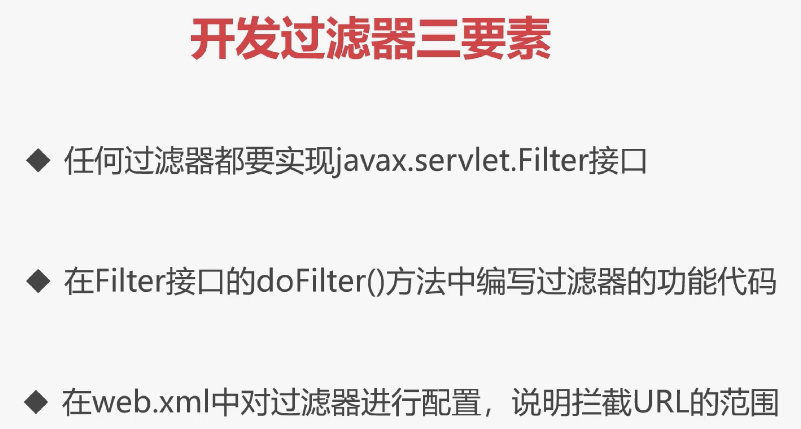 开发过滤器三要素
◆ 任何过滤器都要实现javax.servlet.Filter接口
◆ 在Filter接口的doFilter()方法中编写过滤器的功能代码
◆ 在web.xml中对过滤器进行配置，说明拦截URL的范围